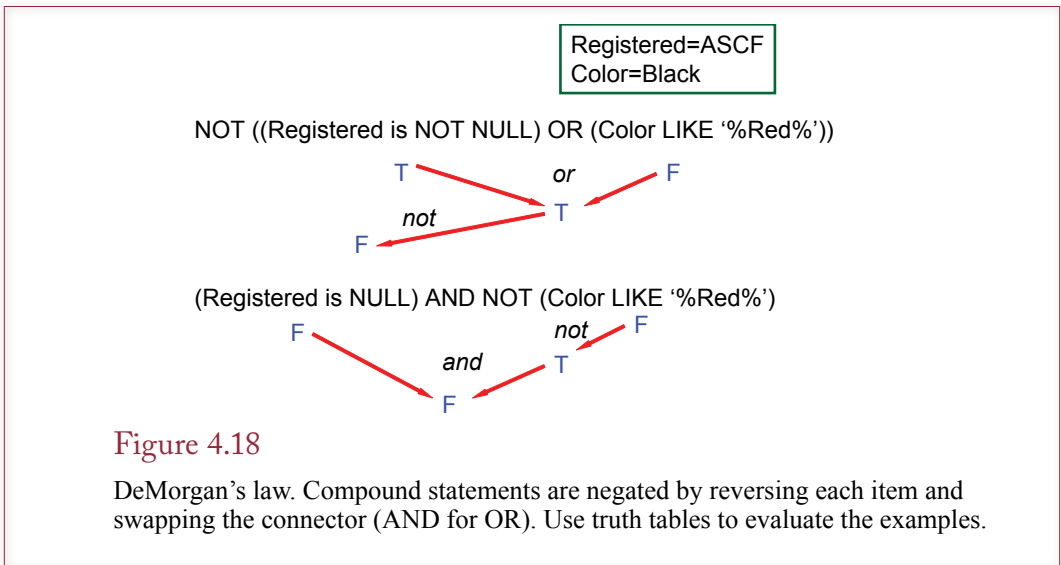 Registered=ASCF
Color=Black
NOT ((Registered is NOT NULL) OR (Color LIKE ‘%Red%’))
T or F
not T
F
(Registered is NULL) AND NOT (Color LIKE ‘%Red%’)
F not F
and T
F
Figure 4.18
DeMorgan’s law. Compound statements are negated by reversing each item and
swapping the connector (AND for OR). Use truth tables to evaluate the examples.